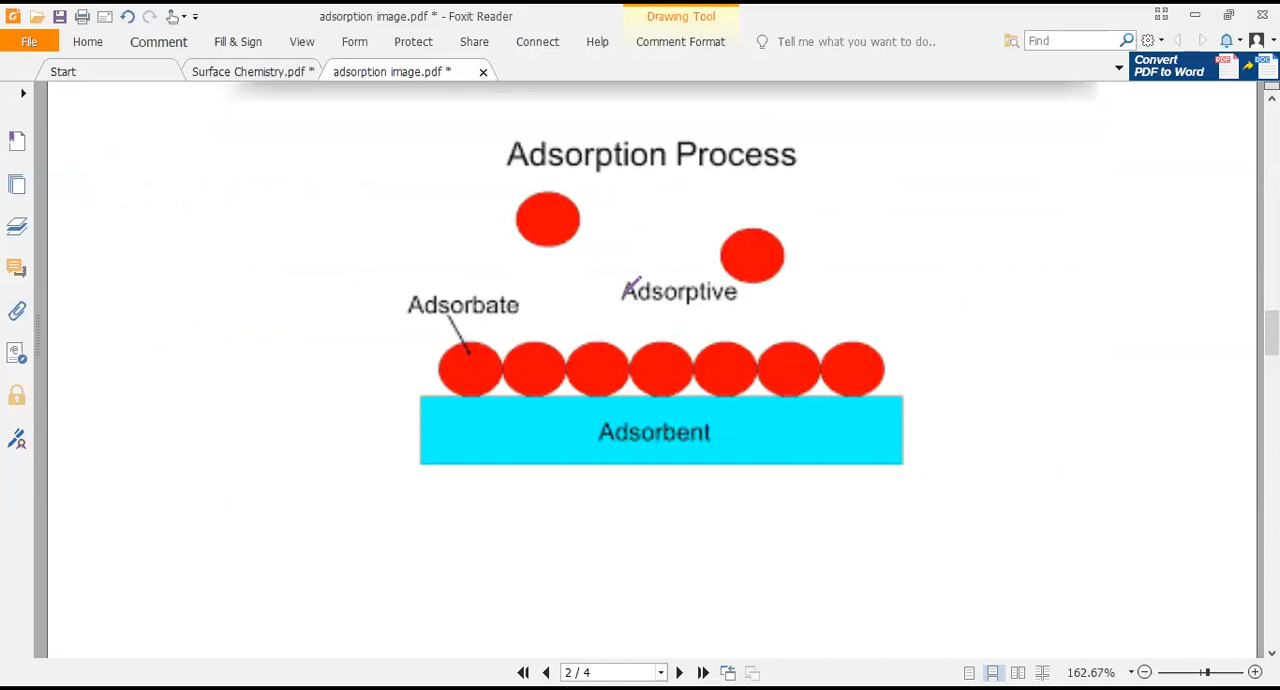 adsorption image.pdf * - Foxit Reader
Drawing Tool
File
Home
Comment
Fill & Sign
View
Form
Protect
Share
Connect
Help
Comment Format
Tell me what you want to do..
Find
Start
Surface Chemistry.pdf *
adsorption image.pdf *
Convert
PDF to Word
PDF
DOC
Adsorption Process
Adsorptive
Adsorbate
Adsorbent
2 / 4
162.67%